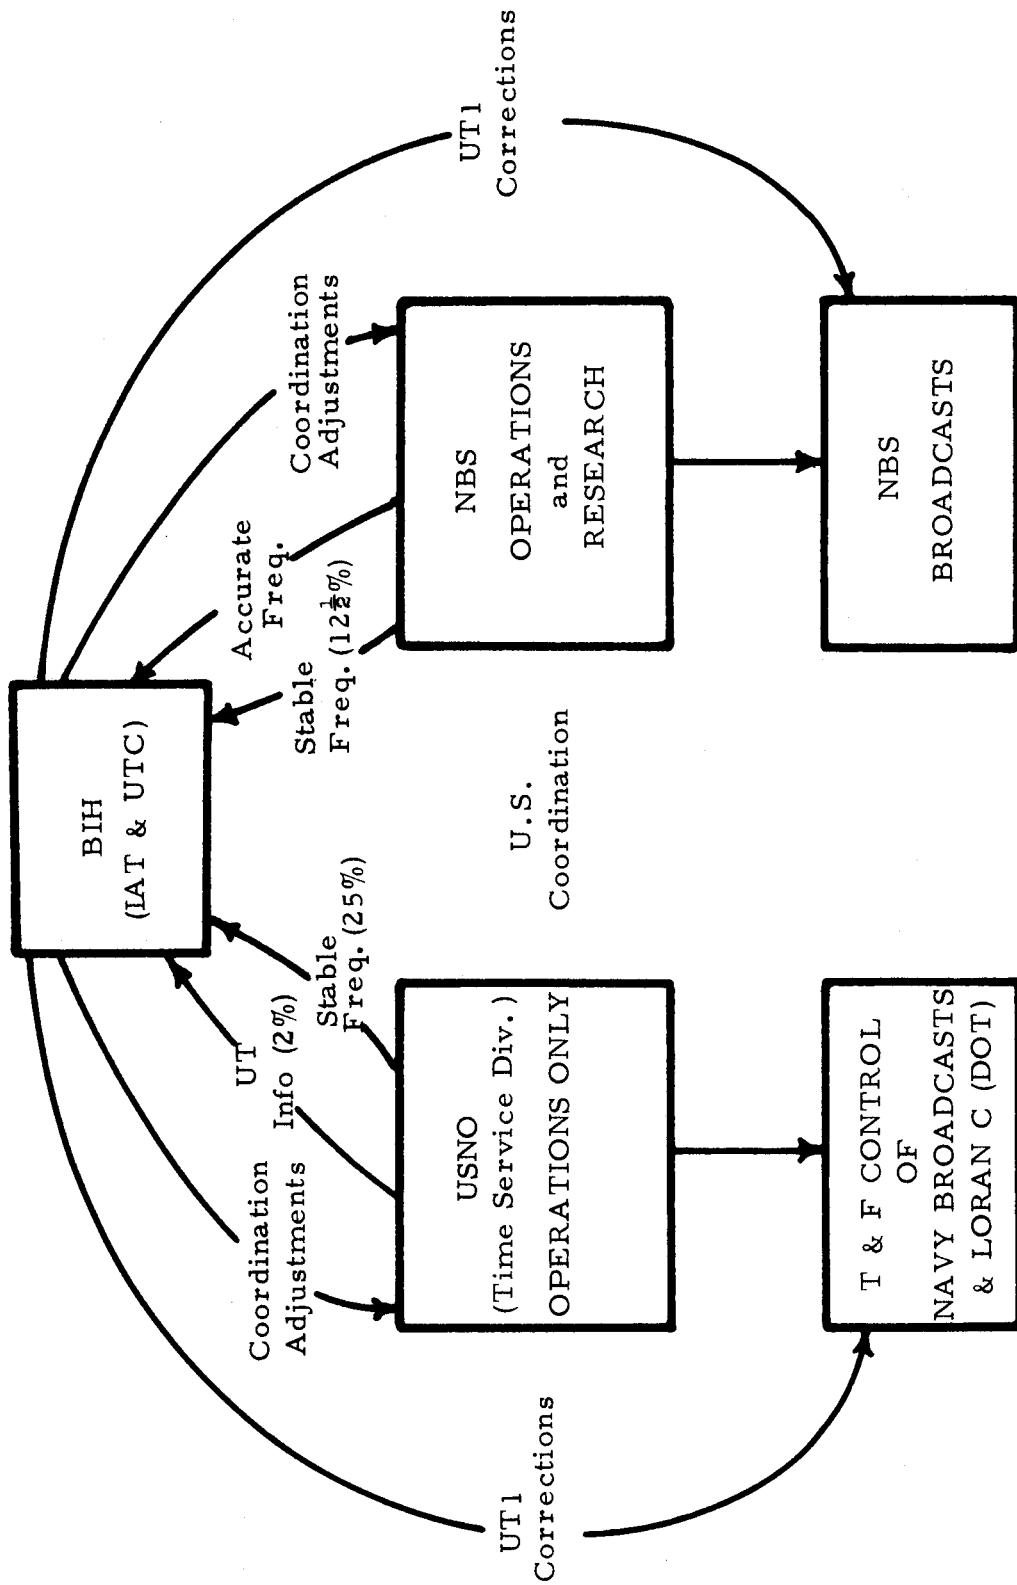 BIH
(IAT & UTC)
UT1
Corrections
Coordination
Adjustments
UT
Info (2%)
Stable
Freq. (25%)
Stable
Freq. (12½%)
Accurate
Freq.
Coordination
Adjustments
UT1
Corrections
USNO
(Time Service Div.)
OPERATIONS ONLY
U.S.
Coordination
NBS
OPERATIONS
and
RESEARCH
T & F CONTROL
OF
NAVY BROADCASTS
& LORAN C (DOT)
NBS
BROADCASTS